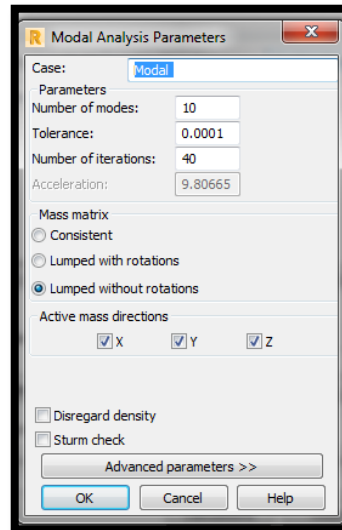 R Modal Analysis Parameters X
Case: Modal
Parameters
Number of modes: 10
Tolerance: 0.0001
Number of iterations: 40
Acceleration: 9.80665
Mass matrix
Consistent
Lumped with rotations
Lumped without rotations
Active mass directions
X Y Z
Disregard density
Sturm check
Advanced parameters >>
OK Cancel Help